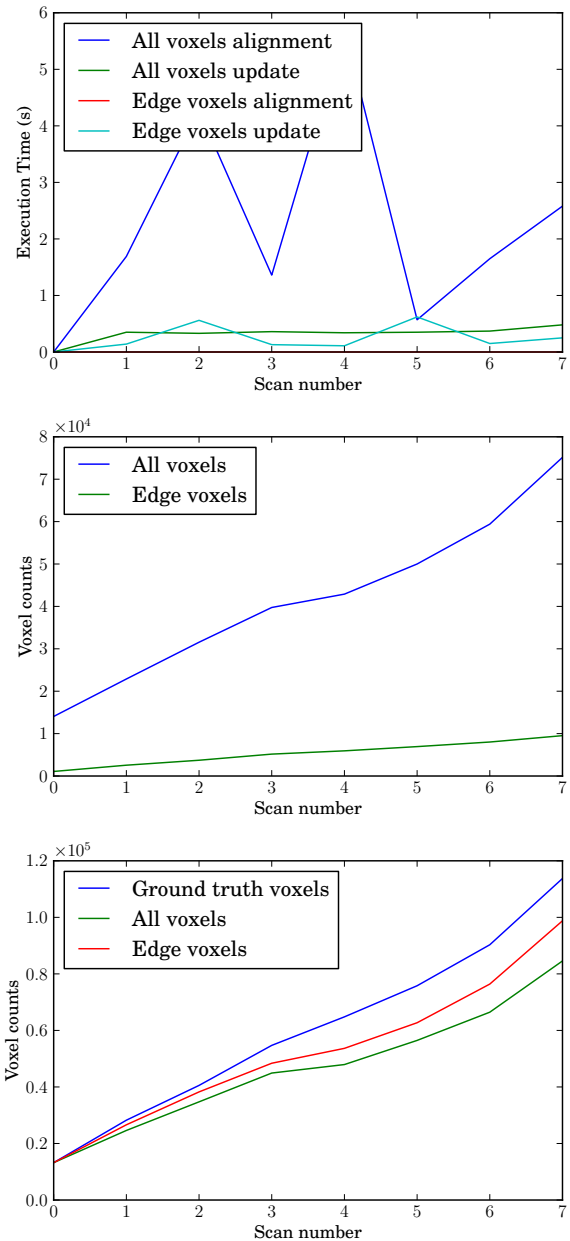 6
All voxels alignment
All voxels update
Edge voxels alignment
Edge voxels update
5
4
3
2
1
0
Execution Time (s)
0 1 2 3 4 5 6 7
Scan number
×10⁴
8
All voxels
Edge voxels
7
6
5
4
3
2
1
0
Voxel counts
0 1 2 3 4 5 6 7
Scan number
×10⁵
1.2
Ground truth voxels
All voxels
Edge voxels
1.0
0.8
0.6
0.4
0.2
0.0
Voxel counts
0 1 2 3 4 5 6 7
Scan number